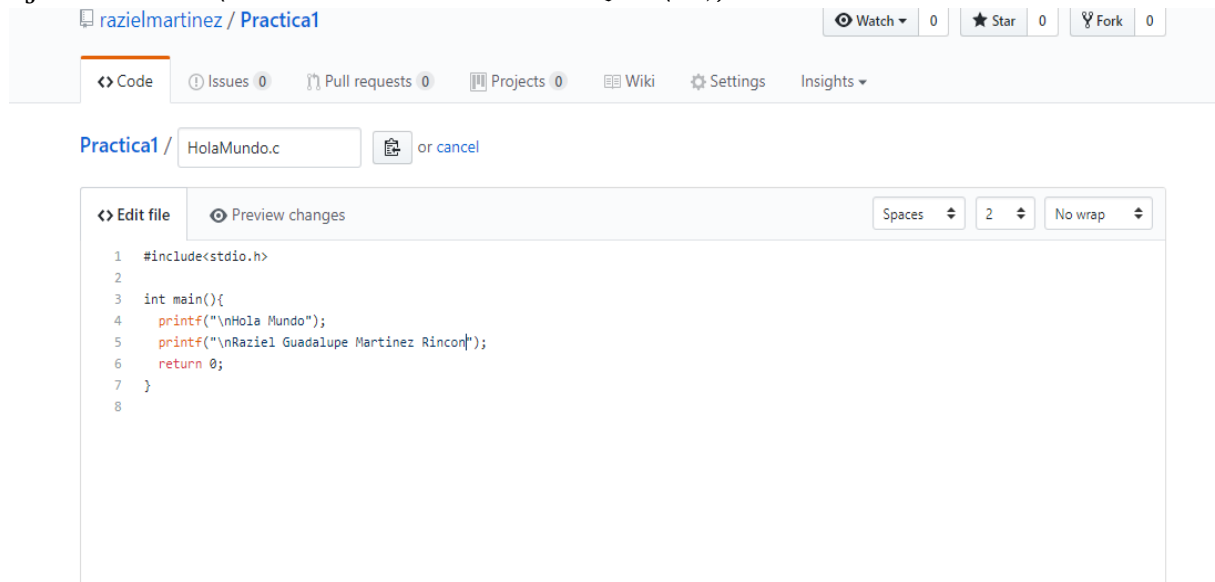 razielmartinez / Practica1
Watch 0 Star 0 Fork 0
Code Issues 0 Pull requests 0 Projects 0 Wiki Settings Insights
Practica1 / HolaMundo.c or cancel
Edit file Preview changes Spaces 2 No wrap
1 #include<stdio.h>
2
3 int main(){
4 printf("\nHola Mundo");
5 printf("\nRaziel Guadalupe Martinez Rincon");
6 return 0;
7 }
8